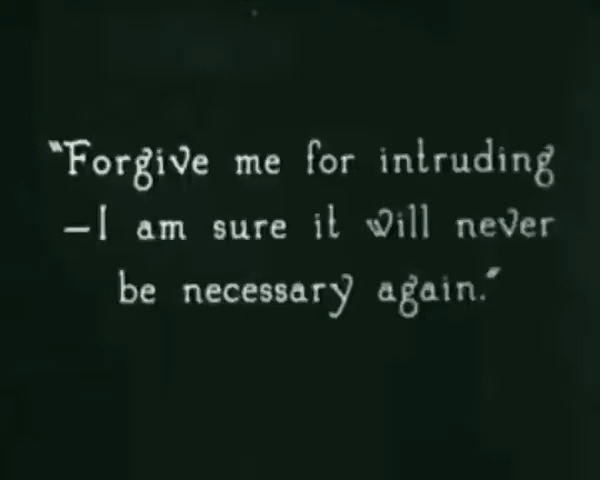 "Forgive me for intruding
—I am sure it will never
be necessary again."